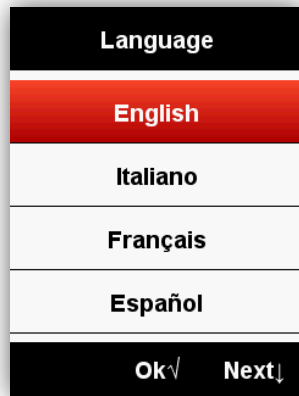 Language
English
Italiano
Français
Español
Ok√ Next↓